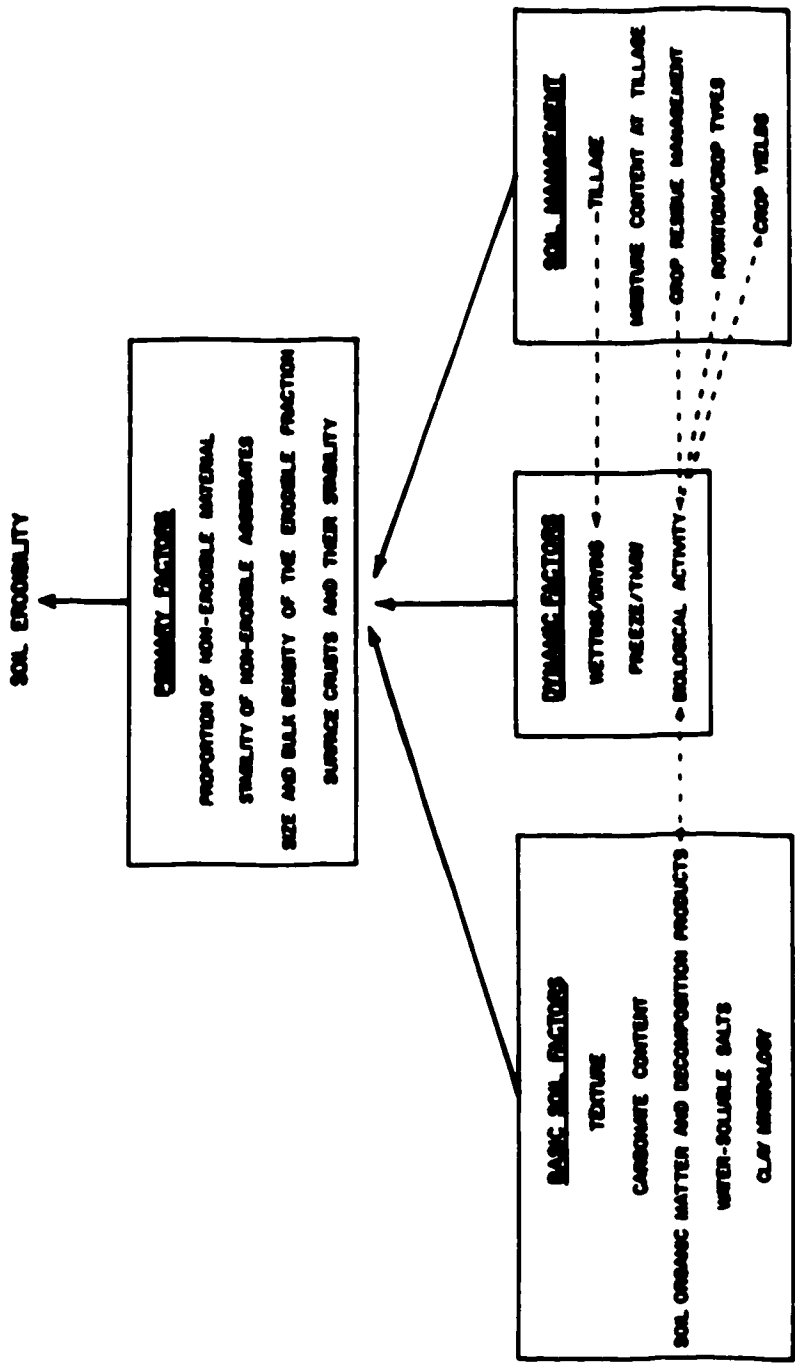 SOIL ERODIBILITY
PRIMARY FACTORS
PROPORTION OF NON-ERODIBLE MATERIAL
STABILITY OF NON-ERODIBLE AGGREGATES
SIZE AND BULK DENSITY OF THE ERODIBLE FRACTION
SURFACE CRUSTS AND THEIR STABILITY
BASIC SOIL FACTORS
TEXTURE
CARBONATE CONTENT
SOIL ORGANIC MATTER AND DECOMPOSITION PRODUCTS
WATER-SOLUBLE SALTS
CLAY MINERALOGY
DYNAMIC FACTORS
WETTING/DRYING
FREEZE/THAW
BIOLOGICAL ACTIVITY
SOIL MANAGEMENT
TILLAGE
MOISTURE CONTENT AT TILLAGE
CROP RESIDUE MANAGEMENT
ROTATION/CROP TYPES
CROP YIELDS